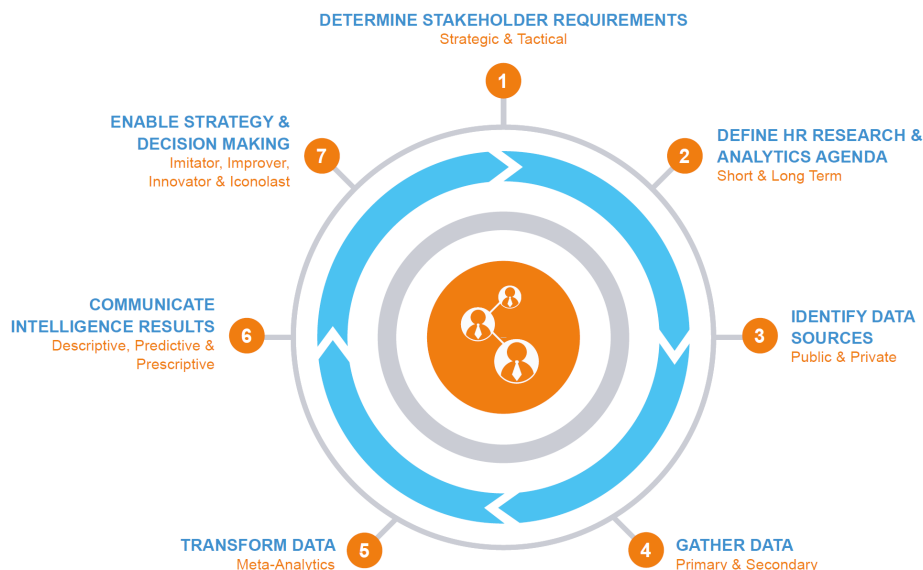 DETERMINE STAKEHOLDER REQUIREMENTS
Strategic & Tactical
1
2
DEFINE HR RESEARCH &
ANALYTICS AGENDA
Short & Long Term
3
IDENTIFY DATA
SOURCES
Public & Private
4
GATHER DATA
Primary & Secondary
5
TRANSFORM DATA
Meta-Analytics
6
COMMUNICATE
INTELLIGENCE RESULTS
Descriptive, Predictive &
Prescriptive
7
ENABLE STRATEGY &
DECISION MAKING
Imitator, Improver,
Innovator & Iconolast